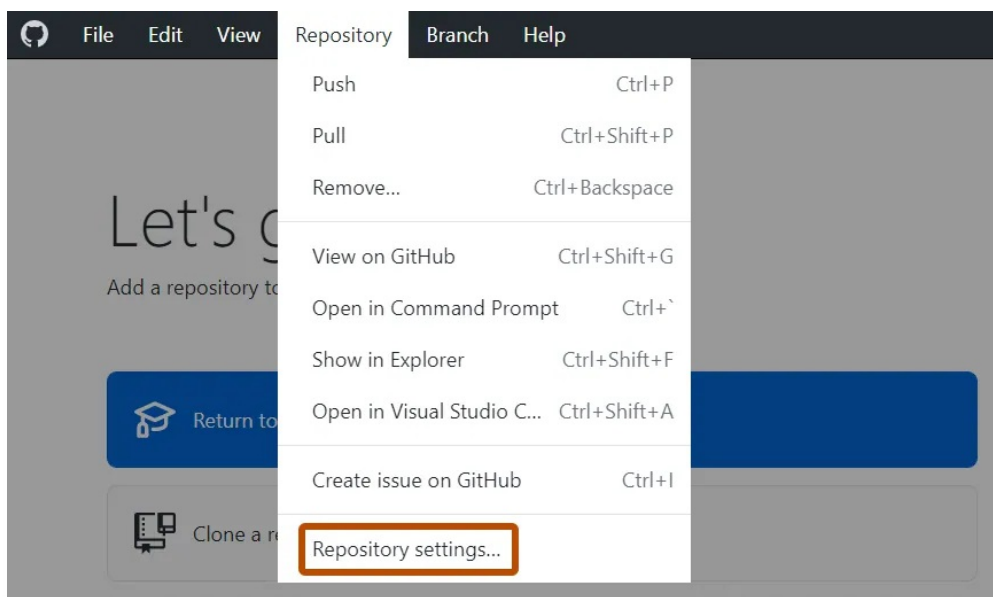 File Edit View Repository Branch Help
Push Ctrl+P
Pull Ctrl+Shift+P
Remove... Ctrl+Backspace
Let's
View on GitHub Ctrl+Shift+G
Add a repository
Open in Command Prompt Ctrl+`
Show in Explorer Ctrl+Shift+F
Open in Visual Studio C... Ctrl+Shift+A
Return to
Create issue on GitHub Ctrl+I
Clone a
Repository settings...